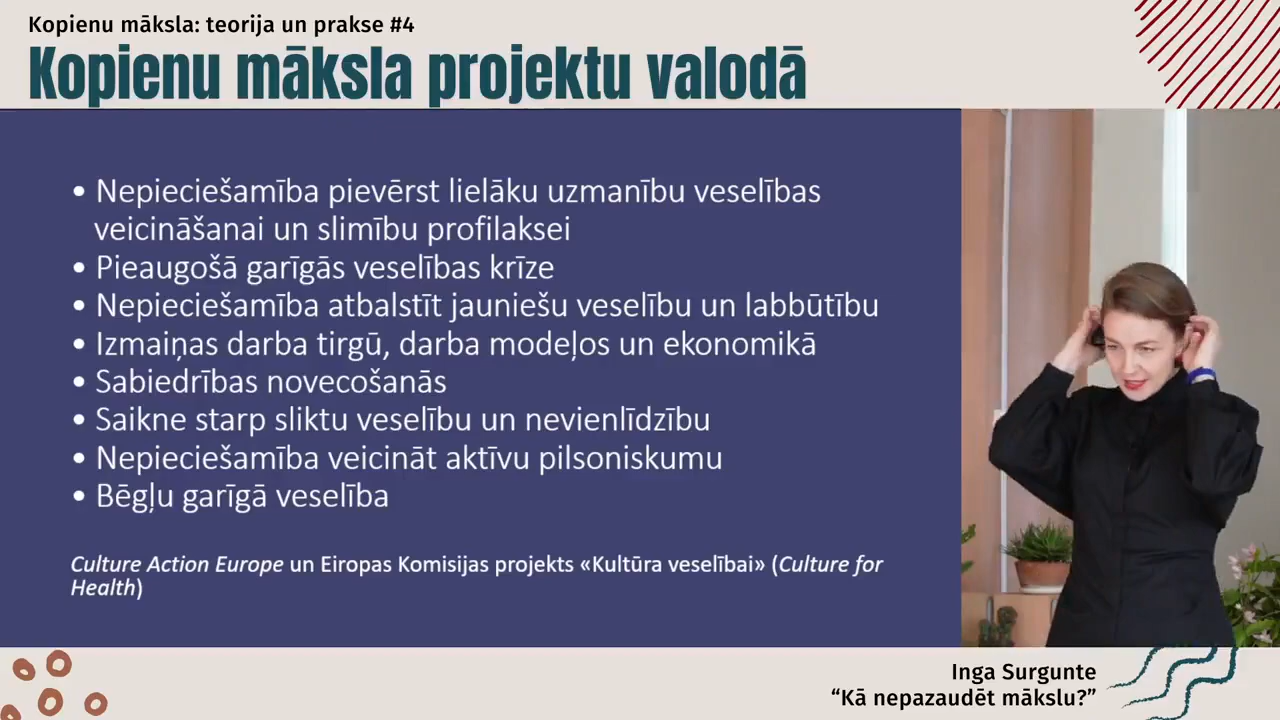 Kopienu māksla: teorija un prakse #4
Kopienu māksla projektu valodā
• Nepieciešamība pievērst lielāku uzmanību veselības
veicināšanai un slimību profilaksei
• Pieaugošā garīgās veselības krīze
• Nepieciešamība atbalstīt jauniešu veselību un labbūtību
• Izmaiņas darba tirgū, darba modeļos un ekonomikā
• Sabiedrības novecošanās
• Saikne starp sliktu veselību un nevienlīdzību
• Nepieciešamība veicināt aktīvu pilsoniskumu
• Bēgļu garīgā veselība
Culture Action Europe un Eiropas Komisijas projekts «Kultūra veselībai» (Culture for
Health)
Inga Surgunte
“Kā nepazaudēt mākslu?”